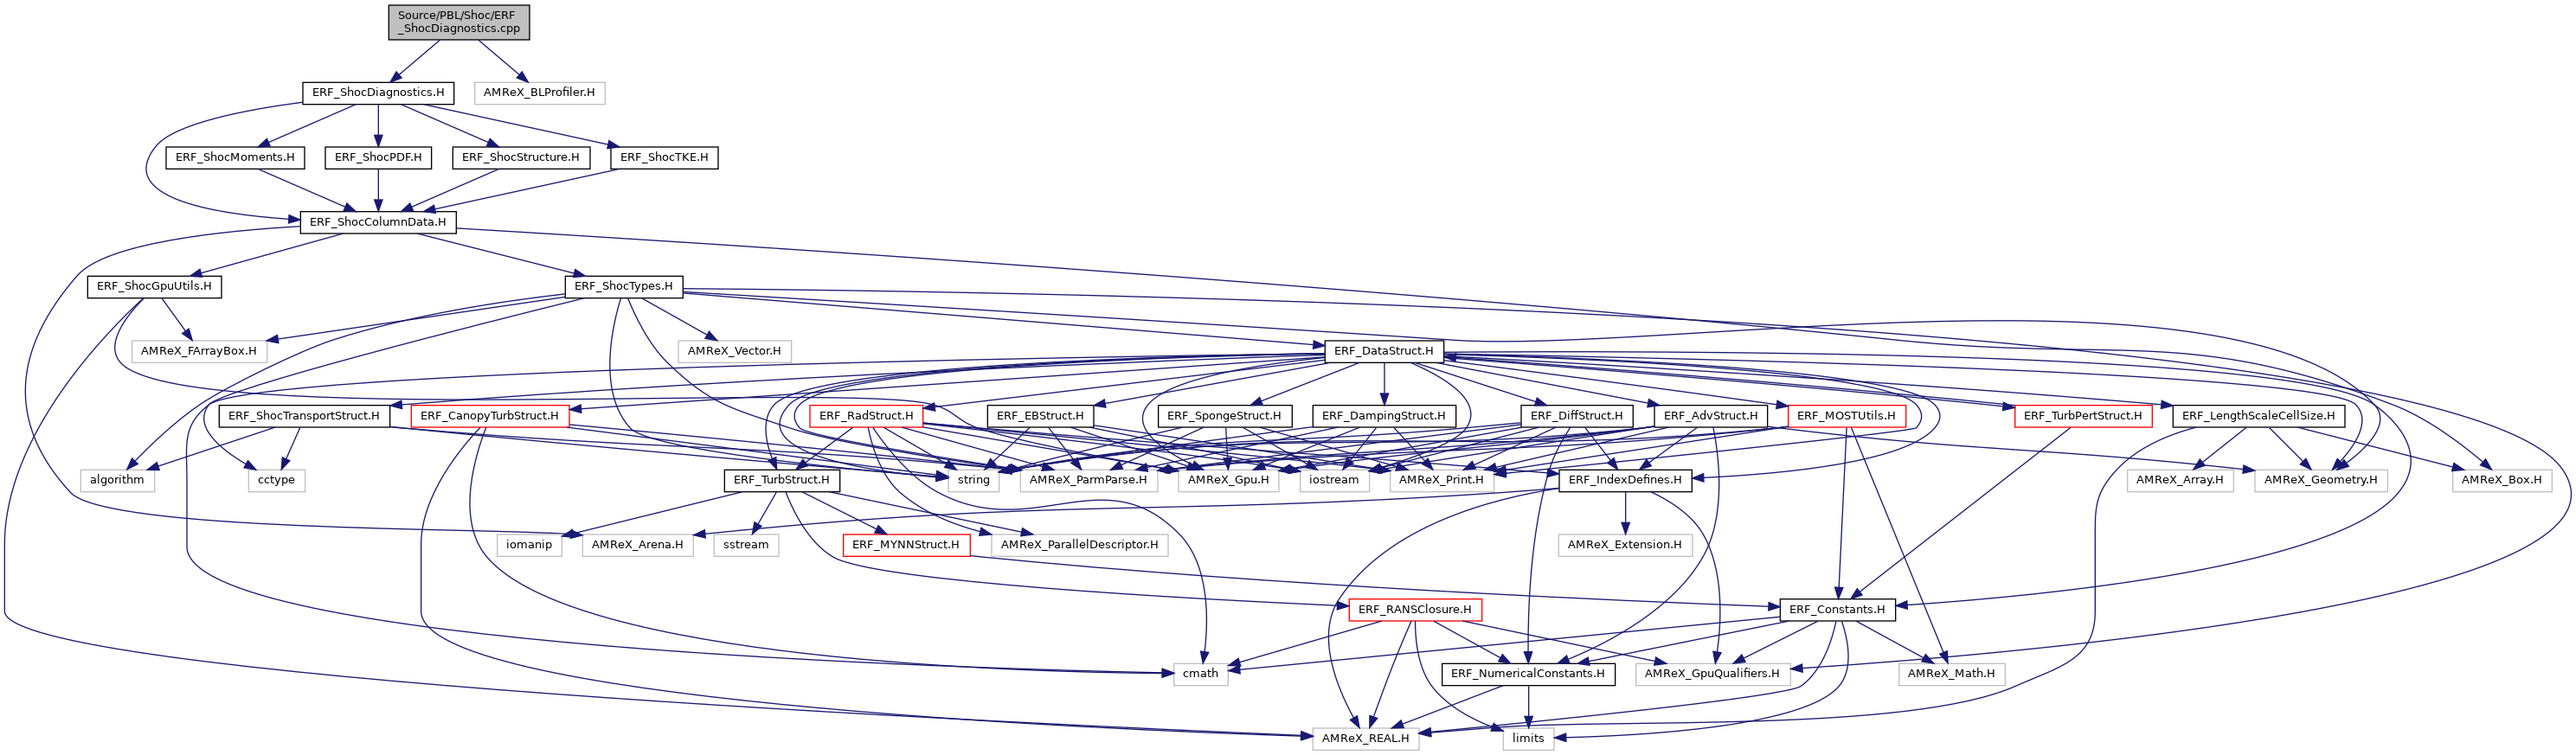 Source/PBL/Shoc/ERF
_ShocDiagnostics.cpp
ERF_ShocDiagnostics.H
AMReX_BLProfiler.H
ERF_ShocMoments.H
ERF_ShocPDF.H
ERF_ShocStructure.H
ERF_ShocTKE.H
ERF_ShocColumnData.H
ERF_ShocGpuUtils.H
ERF_ShocTypes.H
AMReX_FArrayBox.H
AMReX_Vector.H
ERF_DataStruct.H
ERF_ShocTransportStruct.H
ERF_CanopyTurbStruct.H
ERF_RadStruct.H
ERF_EBStruct.H
ERF_SpongeStruct.H
ERF_DampingStruct.H
ERF_DiffStruct.H
ERF_AdvStruct.H
ERF_MOSTUtils.H
ERF_TurbPertStruct.H
ERF_LengthScaleCellSize.H
algorithm
cctype
ERF_TurbStruct.H
string
AMReX_ParmParse.H
AMReX_Gpu.H
iostream
AMReX_Print.H
ERF_IndexDefines.H
AMReX_Array.H
AMReX_Geometry.H
AMReX_Box.H
iomanip
AMReX_Arena.H
sstream
ERF_MYNNStruct.H
AMReX_ParallelDescriptor.H
AMReX_Extension.H
ERF_RANSClosure.H
ERF_Constants.H
cmath
ERF_NumericalConstants.H
AMReX_GpuQualifiers.H
AMReX_Math.H
AMReX_REAL.H
limits